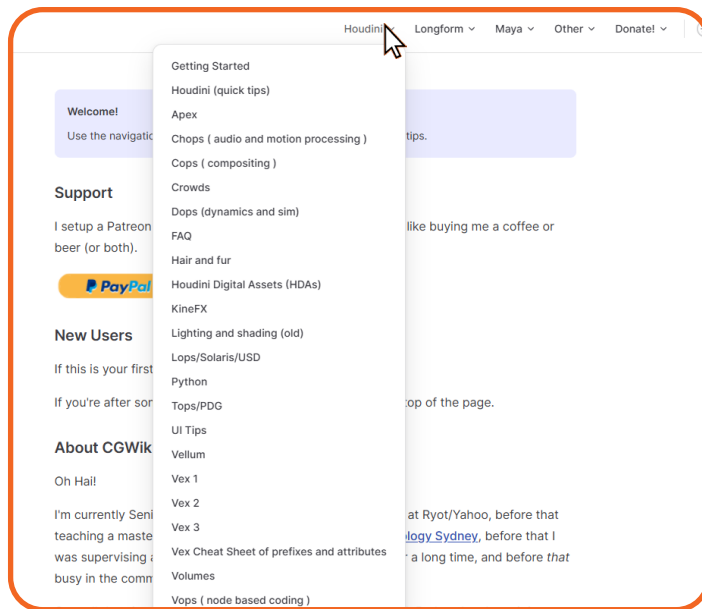 Houdini Longform Maya Other Donate!
Getting Started
Houdini (quick tips)
Apex
Chops ( audio and motion processing )
Cops ( compositing )
Crowds
Dops (dynamics and sim)
FAQ
Hair and fur
Houdini Digital Assets (HDAs)
KineFX
Lighting and shading (old)
Lops/Solaris/USD
Python
Tops/PDG
UI Tips
Vellum
Vex 1
Vex 2
Vex 3
Vex Cheat Sheet of prefixes and attributes
Volumes
Vops ( node based coding )
Welcome!
Use the navigatio tips.
Support
I setup a Patreon like buying me a coffee or
beer (or both).
PayPal
New Users
If this is your first
If you're after son top of the page.
About CGWik
Oh Hai!
I'm currently Seni at Ryot/Yahoo, before that
teaching a maste ology Sydney, before that I
was supervising a a long time, and before that
busy in the comm